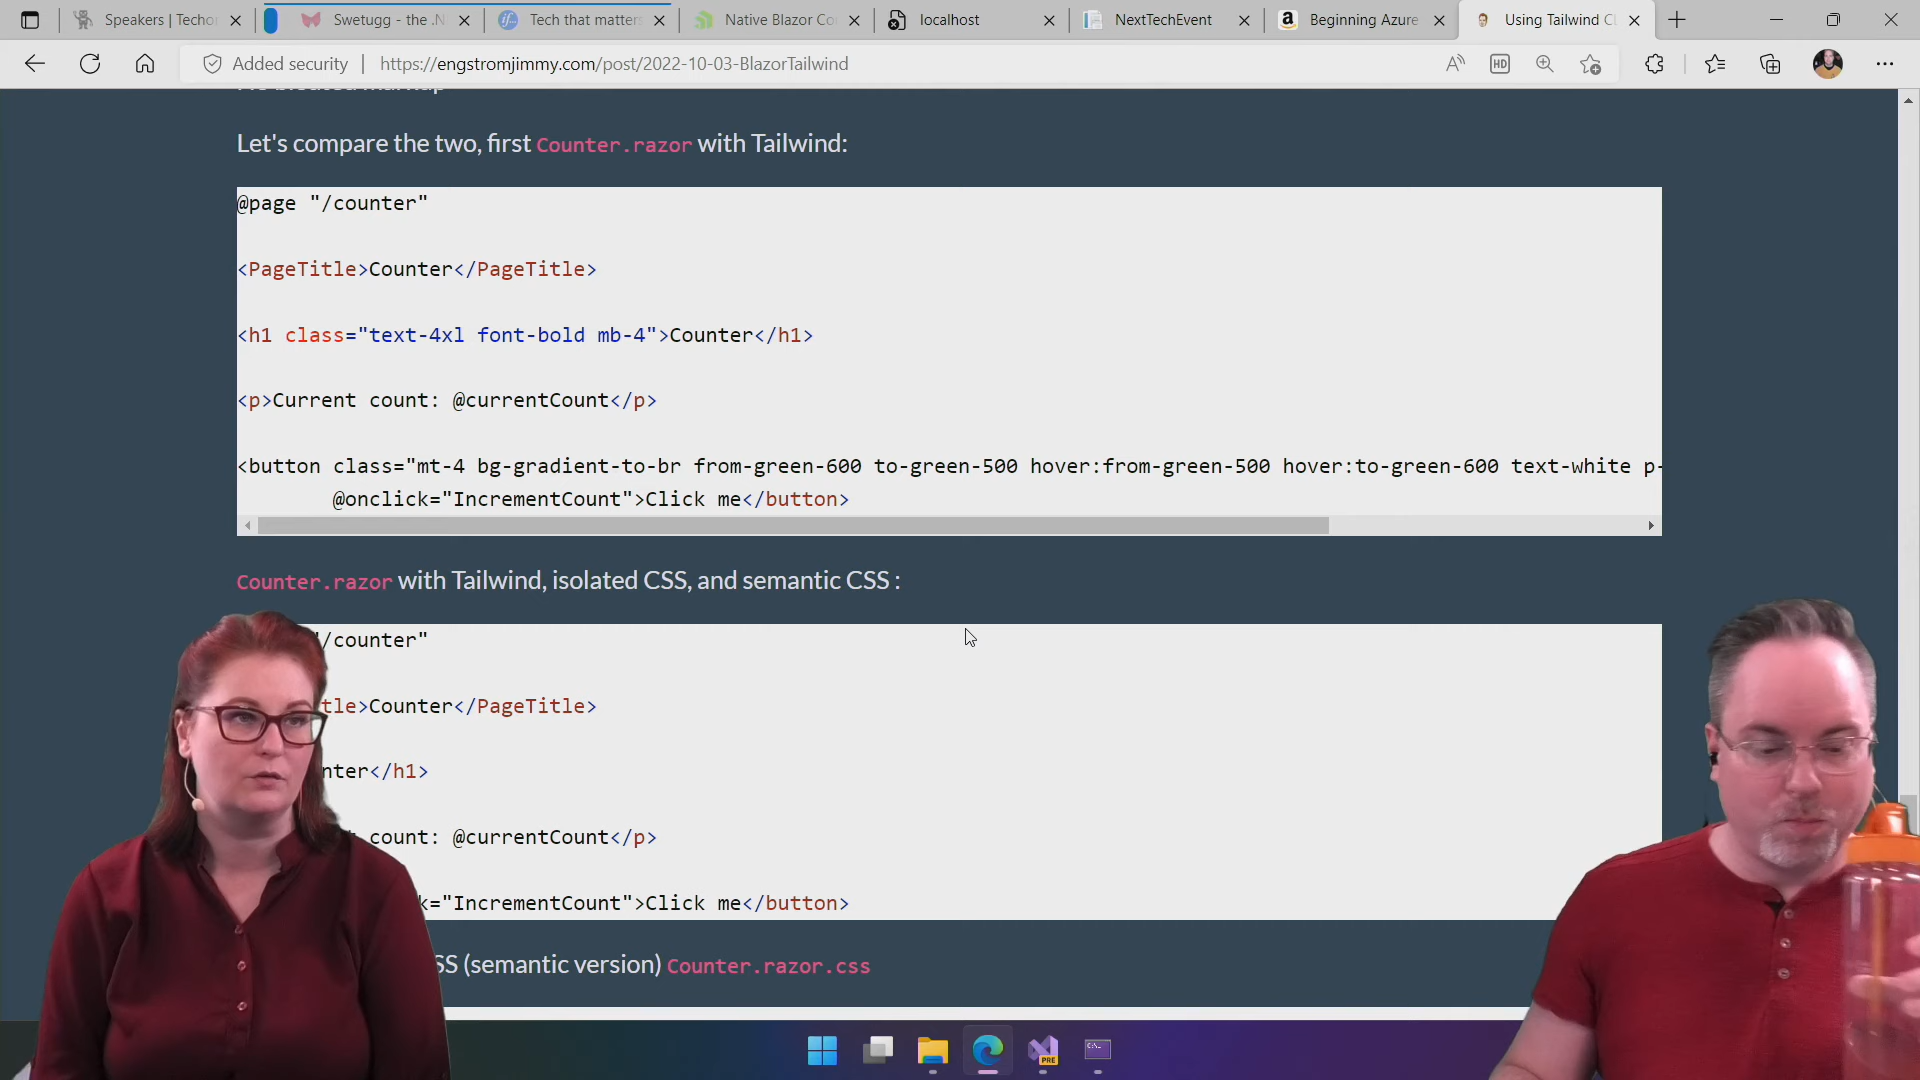 Speakers | Techor
Swetugg - the .N
Tech that matters
Native Blazor Co
localhost
NextTechEvent
Beginning Azure
Using Tailwind C
Added security
https://engstromjimmy.com/post/2022-10-03-BlazorTailwind
Let's compare the two, first Counter.razor with Tailwind:
@page "/counter"
<PageTitle>Counter</PageTitle>
<h1 class="text-4xl font-bold mb-4">Counter</h1>
<p>Current count: @currentCount</p>
<button class="mt-4 bg-gradient-to-br from-green-600 to-green-500 hover:from-green-500 hover:to-green-600 text-white p-
@onclick="IncrementCount">Click me</button>
Counter.razor with Tailwind, isolated CSS, and semantic CSS :
"/counter"
tle>Counter</PageTitle>
nter</h1>
count: @currentCount</p>
k="IncrementCount">Click me</button>
SS (semantic version) Counter.razor.css